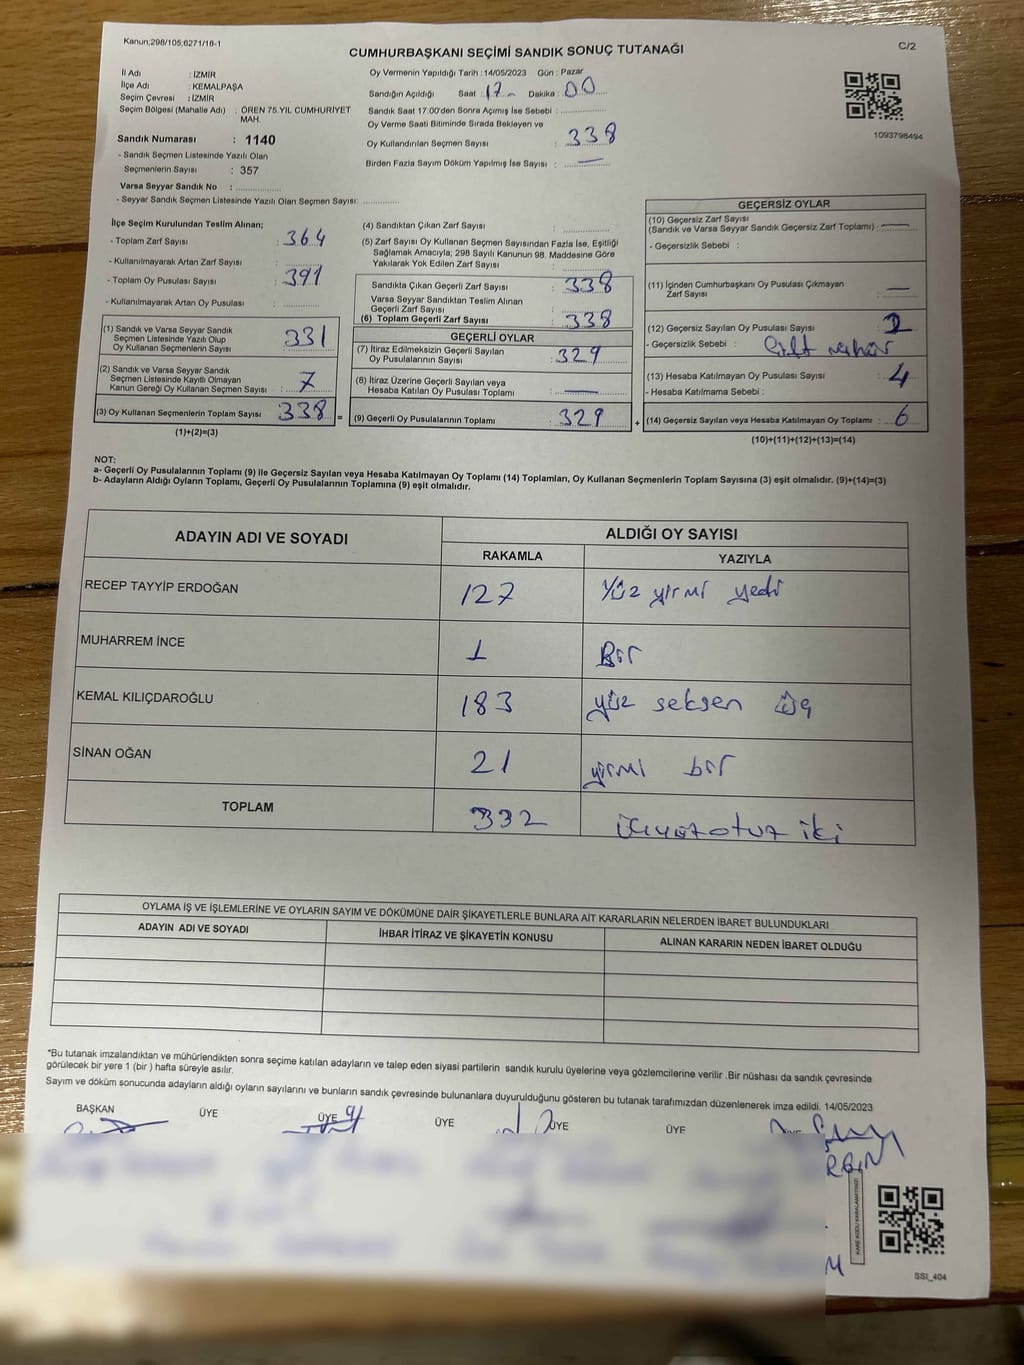 Kanun;298/105,6271/18-1
CUMHURBAŞKANI SEÇİMİ SANDIK SONUÇ TUTANAĞI
C/2
İl Adı : İZMİR
İlçe Adı : KEMALPAŞA
Seçim Çevresi : İZMİR
Seçim Bölgesi (Mahalle Adı) : ÖREN 75.YIL CUMHURİYET MAH.
Sandık Numarası : 1140
- Sandık Seçmen Listesinde Yazılı Olan
Seçmenlerin Sayısı : 357
Varsa Seyyar Sandık No :
- Seyyar Sandık Seçmen Listesinde Yazılı Olan Seçmen Sayısı:
Oy Vermenin Yapıldığı Tarih :14/05/2023 Gün : Pazar
Sandığın Açıldığı Saat : 17- Dakika : 00
Sandık Saat 17.00'den Sonra Açılmış İse Sebebi :
Oy Verme Saati Bitiminde Sırada Bekleyen ve
Oy Kullandırılan Seçmen Sayısı : 338
Birden Fazla Sayım Döküm Yapılmış İse Sayısı : —
1093798494
İlçe Seçim Kurulundan Teslim Alınan;
- Toplam Zarf Sayısı : 364
- Kullanılmayarak Artan Zarf Sayısı :
- Toplam Oy Pusulası : 391
- Kullanılmayarak Artan Oy Pusulası :
(1) Sandık ve Varsa Seyyar Sandık
Seçmen Listesinde Yazılı Olup
Oy Kullanan Seçmenlerin Sayısı : 331
(2) Sandık ve Varsa Seyyar Sandık
Seçmen Listesinde Kayıtlı Olmayan
Kanun Gereği Oy Kullanan Seçmen Sayısı : 7
(3) Oy Kullanan Seçmenlerin Toplam Sayısı : 338 =
(1)+(2)=(3)
(4) Sandıktan Çıkan Zarf Sayısı :
(5) Zarf Sayısı Oy Kullanan Seçmen Sayısından Fazla İse, Eşitliği
Sağlamak Amacıyla; 298 Sayılı Kanunun 98. Maddesine Göre
Yakılarak Yok Edilen Zarf Sayısı :
Sandıkta Çıkan Geçerli Zarf Sayısı : 338
Varsa Seyyar Sandıktan Teslim Alınan
Geçerli Zarf Sayısı :
(6) Toplam Geçerli Zarf Sayısı : 338
GEÇERLİ OYLAR
(7) İtiraz Edilmeksizin Geçerli Sayılan
Oy Pusulalarının Sayısı : 329
(8) İtiraz Üzerine Geçerli Sayılan veya
Hesaba Katılan Oy Pusulası Toplamı : —
(9) Geçerli Oy Pusulalarının Toplamı : 329 +
GEÇERSİZ OYLAR
(10) Geçersiz Zarf Sayısı
(Sandık ve Varsa Seyyar Sandık Geçersiz Zarf Toplamı) : —
- Geçersizlik Sebebi :
(11) İçinden Cumhurbaşkanı Oy Pusulası Çıkmayan
Zarf Sayısı : —
(12) Geçersiz Sayılan Oy Pusulası Sayısı : 2
- Geçersizlik Sebebi : Çift mühür
(13) Hesaba Katılmayan Oy Pusulası Sayısı : 4
- Hesaba Katılmama Sebebi :
(14) Geçersiz Sayılan veya Hesaba Katılmayan Oy Toplamı : 6
(10)+(11)+(12)+(13)=(14)
NOT:
a- Geçerli Oy Pusulalarının Toplamı (9) ile Geçersiz Sayılan veya Hesaba Katılmayan Oy Toplamı (14) Toplamları, Oy Kullanan Seçmenlerin Toplam Sayısına (3) eşit olmalıdır. (9)+(14)=(3)
b- Adayların Aldığı Oyların Toplamı, Geçerli Oy Pusulalarının Toplamına (9) eşit olmalıdır.
ADAYIN ADI VE SOYADI ALDIĞI OY SAYISI
RAKAMLA YAZIYLA
RECEP TAYYİP ERDOĞAN 127 Yüz yirmi yedi
MUHARREM İNCE 1 Bir
KEMAL KILIÇDAROĞLU 183 yüz seksen üç
SİNAN OĞAN 21 yirmi bir
TOPLAM 332 üçyüzotuz iki
OYLAMA İŞ VE İŞLEMLERİNE VE OYLARIN SAYIM VE DÖKÜMÜNE DAİR ŞİKAYETLERLE BUNLARA AİT KARARLARIN NELERDEN İBARET BULUNDUKLARI
ADAYIN ADI VE SOYADI İHBAR İTİRAZ VE ŞİKAYETİN KONUSU ALINAN KARARIN NEDEN İBARET OLDUĞU
*Bu tutanak imzalandıktan ve mühürlendikten sonra seçime katılan adayların ve talep eden siyasi partilerin sandık kurulu üyelerine veya gözlemcilerine verilir .Bir nüshası da sandık çevresinde
görülecek bir yere 1 (bir ) hafta süreyle asılır.
Sayım ve döküm sonucunda adayların aldığı oyların sayılarını ve bunların sandık çevresinde bulunanlara duyurulduğunu gösteren bu tutanak tarafımızdan düzenlenerek imza edildi. 14/05/2023
BAŞKAN ÜYE ÜYE ÜYE ÜYE ÜYE
KARE KODU KARALAMAYINIZ!
SSI_404